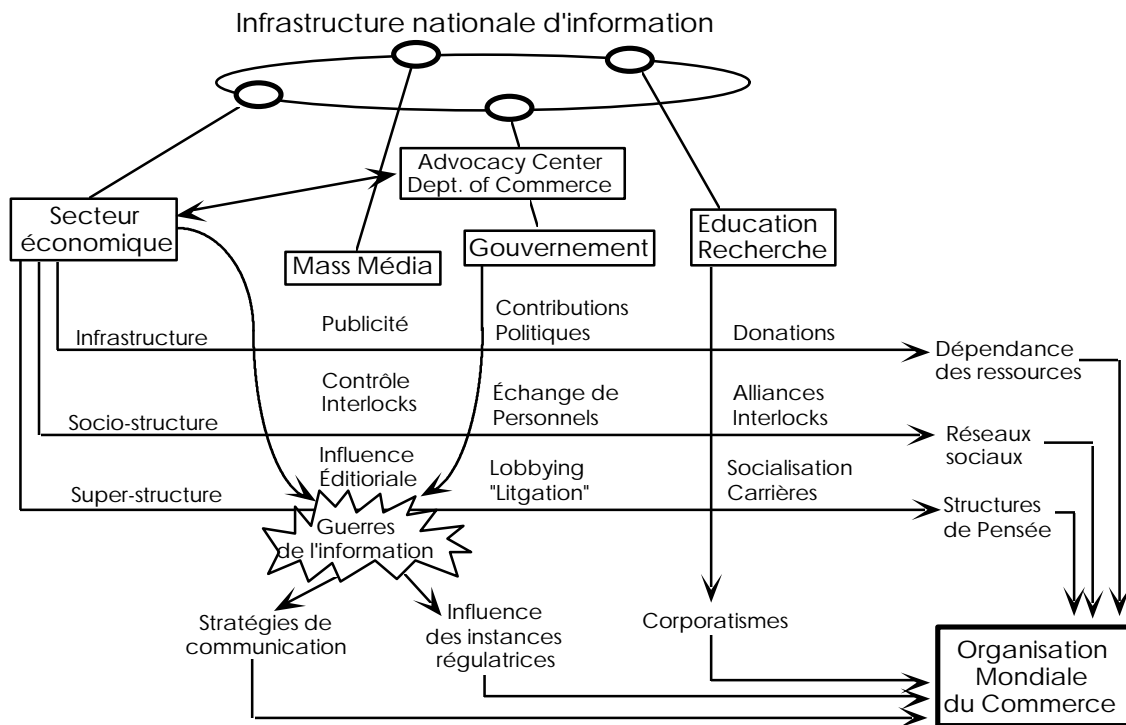 Infrastructure nationale d'information
Advocacy Center
Dept. of Commerce
Secteur
économique
Mass Média
Gouvernement
Education
Recherche
Infrastructure
Publicité
Contributions
Politiques
Donations
Dépendance
des ressources
Socio-structure
Contrôle
Interlocks
Échange de
Personnels
Alliances
Interlocks
Réseaux
sociaux
Super-structure
Influence
Éditioriale
Lobbying
"Litgation"
Socialisation
Carrières
Structures
de Pensée
Guerres
de l'information
Stratégies de
communication
Influence
des instances
régulatrices
Corporatismes
Organisation
Mondiale
du Commerce